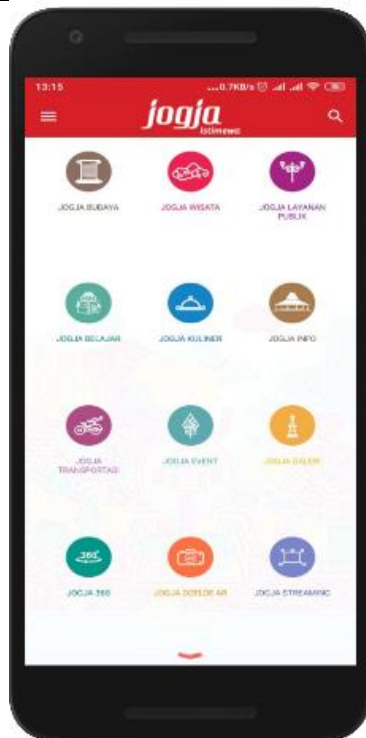 13:15
...0.7KB/s
jogja
istimewa
JOGJA BUDAYA
JOGJA WISATA
JOGJA LAYANAN
PUBLIK
JOGJA BELAJAR
JOGJA KULINER
JOGJA INFO
JOGJA
TRANSPORTASI
JOGJA EVENT
JOGJA GALERI
360°
JOGJA 360
JOGJA STREAMING